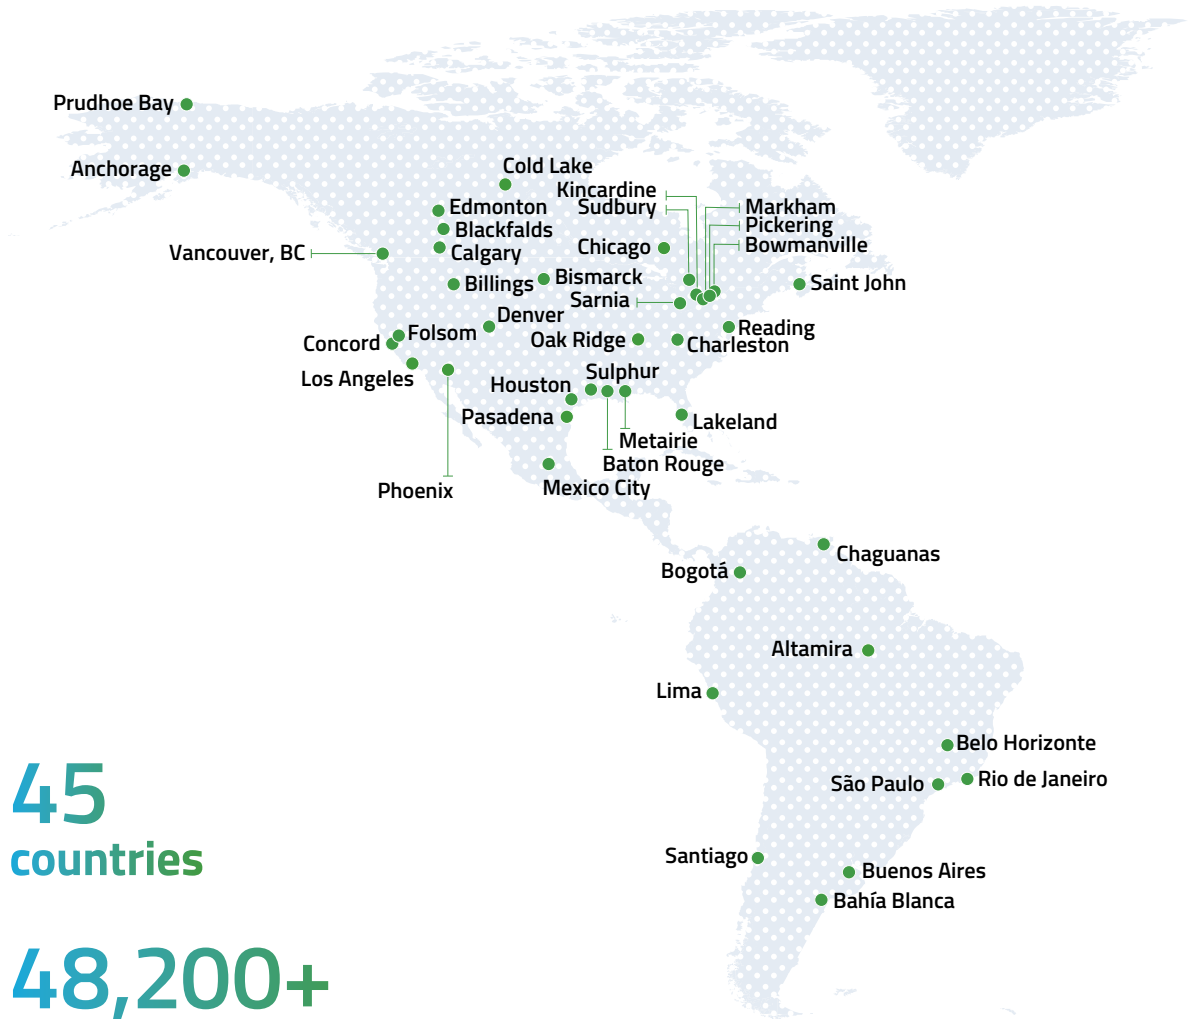 Prudhoe Bay
Anchorage
Cold Lake
Kincardine
Sudbury
Markham
Pickering
Bowmanville
Edmonton
Blackfalds
Calgary
Vancouver, BC
Chicago
Billings
Bismarck
Sarnia
Saint John
Denver
Folsom
Concord
Oak Ridge
Reading
Charleston
Los Angeles
Sulphur
Houston
Pasadena
Lakeland
Metairie
Baton Rouge
Phoenix
Mexico City
Chaguanas
Bogotá
Altamira
Lima
Belo Horizonte
São Paulo
Rio de Janeiro
Santiago
Buenos Aires
Bahía Blanca
45
countries
48,200+